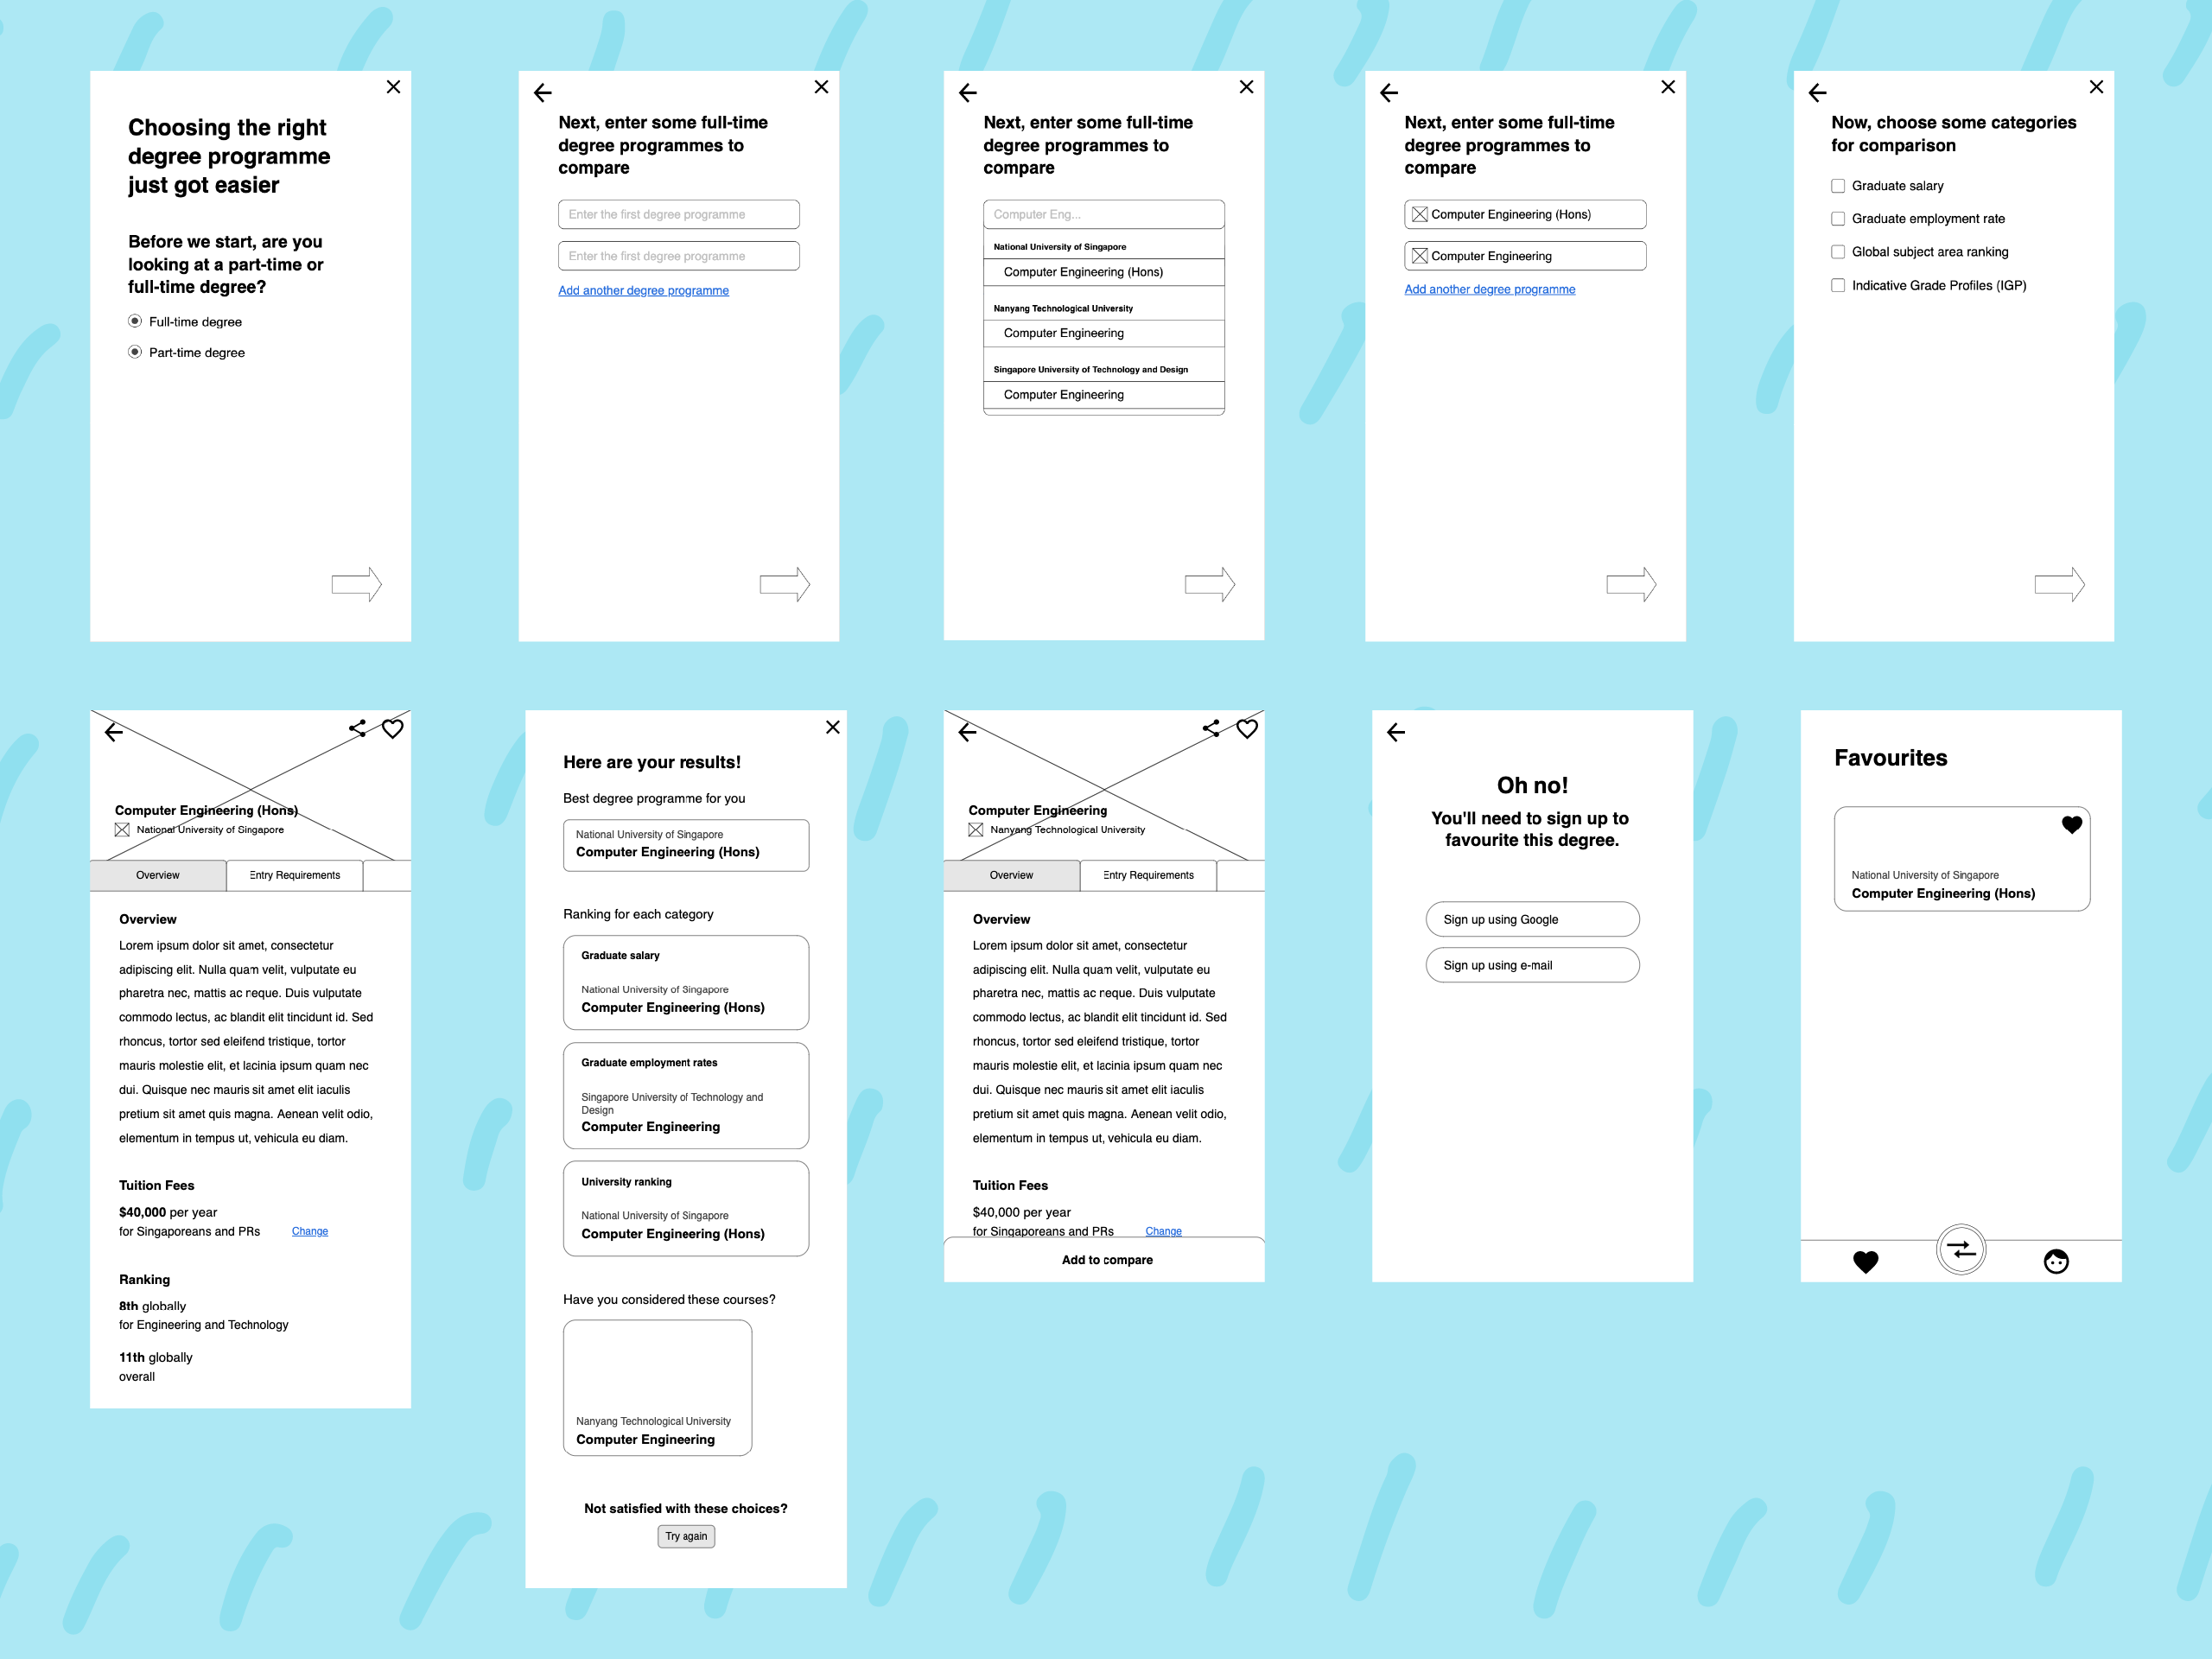 Choosing the right
degree programme
just got easier
Before we start, are you
looking at a part-time or
full-time degree?
Full-time degree
Part-time degree
Next, enter some full-time
degree programmes to
compare
Enter the first degree programme
Enter the first degree programme
Add another degree programme
Next, enter some full-time
degree programmes to
compare
Computer Eng...
National University of Singapore
Computer Engineering (Hons)
Nanyang Technological University
Computer Engineering
Singapore University of Technology and Design
Computer Engineering
Next, enter some full-time
degree programmes to
compare
Computer Engineering (Hons)
Computer Engineering
Add another degree programme
Now, choose some categories
for comparison
Graduate salary
Graduate employment rate
Global subject area ranking
Indicative Grade Profiles (IGP)
Computer Engineering (Hons)
National University of Singapore
Overview
Entry Requirements
Overview
Lorem ipsum dolor sit amet, consectetur
adipiscing elit. Nulla quam velit, vulputate eu
pharetra nec, mattis ac neque. Duis vulputate
commodo lectus, ac blandit elit tincidunt id. Sed
rhoncus, tortor sed eleifend tristique, tortor
mauris molestie elit, et lacinia ipsum quam nec
dui. Quisque nec mauris sit amet elit iaculis
pretium sit amet quis magna. Aenean velit odio,
elementum in tempus ut, vehicula eu diam.
Tuition Fees
$40,000 per year
for Singaporeans and PRs Change
Ranking
8th globally
for Engineering and Technology
11th globally
overall
Here are your results!
Best degree programme for you
National University of Singapore
Computer Engineering (Hons)
Ranking for each category
Graduate salary
National University of Singapore
Computer Engineering (Hons)
Graduate employment rates
Singapore University of Technology and
Design
Computer Engineering
University ranking
National University of Singapore
Computer Engineering (Hons)
Have you considered these courses?
Nanyang Technological University
Computer Engineering
Not satisfied with these choices?
Try again
Computer Engineering
Nanyang Technological University
Overview
Entry Requirements
Overview
Lorem ipsum dolor sit amet, consectetur
adipiscing elit. Nulla quam velit, vulputate eu
pharetra nec, mattis ac neque. Duis vulputate
commodo lectus, ac blandit elit tincidunt id. Sed
rhoncus, tortor sed eleifend tristique, tortor
mauris molestie elit, et lacinia ipsum quam nec
dui. Quisque nec mauris sit amet elit iaculis
pretium sit amet quis magna. Aenean velit odio,
elementum in tempus ut, vehicula eu diam.
Tuition Fees
$40,000 per year
for Singaporeans and PRs Change
Add to compare
Oh no!
You'll need to sign up to
favourite this degree.
Sign up using Google
Sign up using e-mail
Favourites
National University of Singapore
Computer Engineering (Hons)